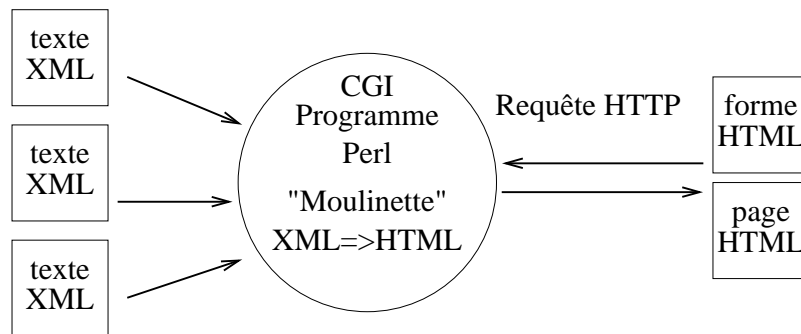 texte
XML
texte
XML
texte
XML
CGI
Programme
Perl
"Moulinette"
XML=>HTML
Requête HTTP
forme
HTML
page
HTML